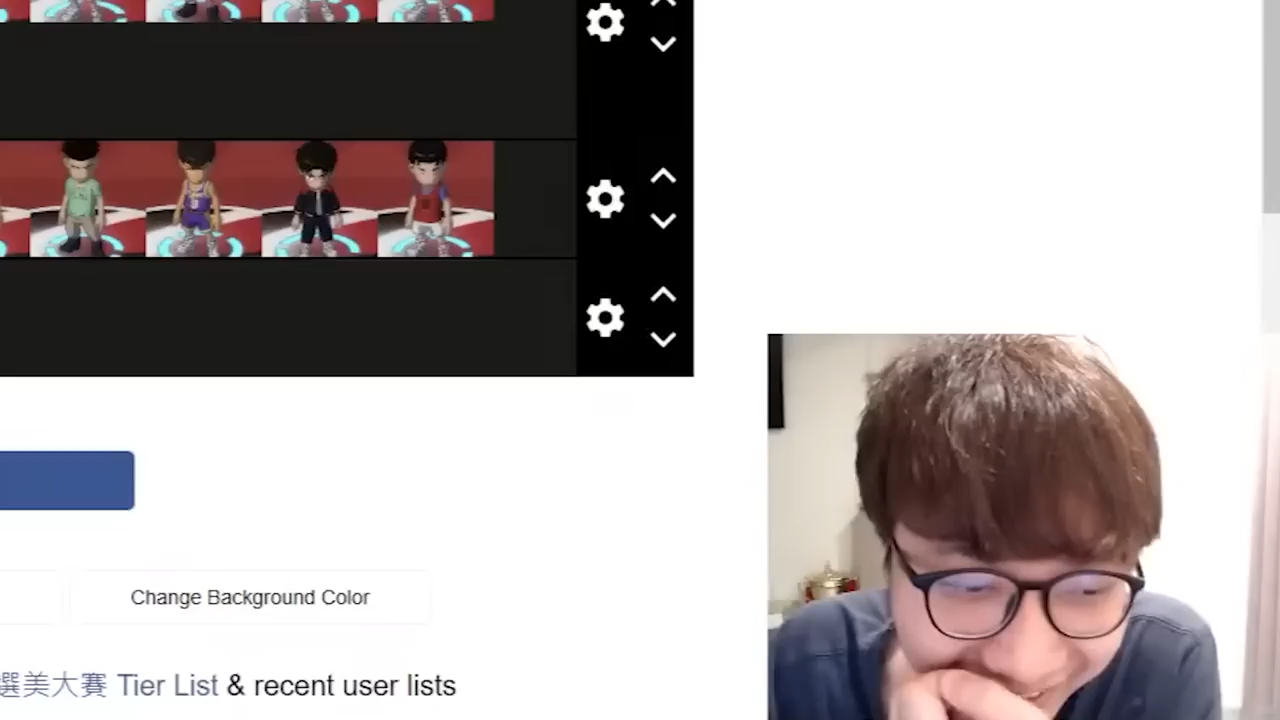 Change Background Color
選美大賽 Tier List & recent user lists